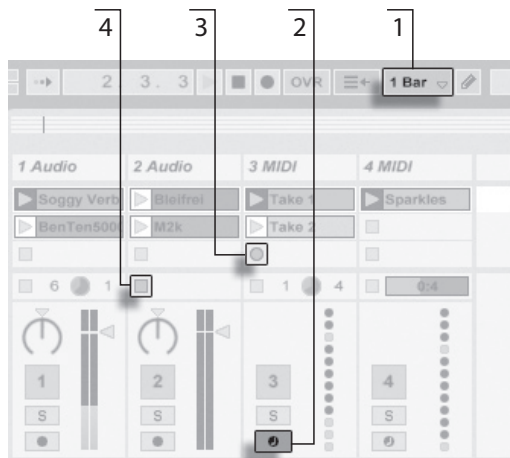 4 3 2 1
2. 3. 3 OVR 1 Bar
1 Audio 2 Audio 3 MIDI 4 MIDI
Soggy Verb Bleifrei Take 1 Sparkles
BenTen5000 M2k Take 2
6 1 1 4 0:4
1 2 3 4
S S S S